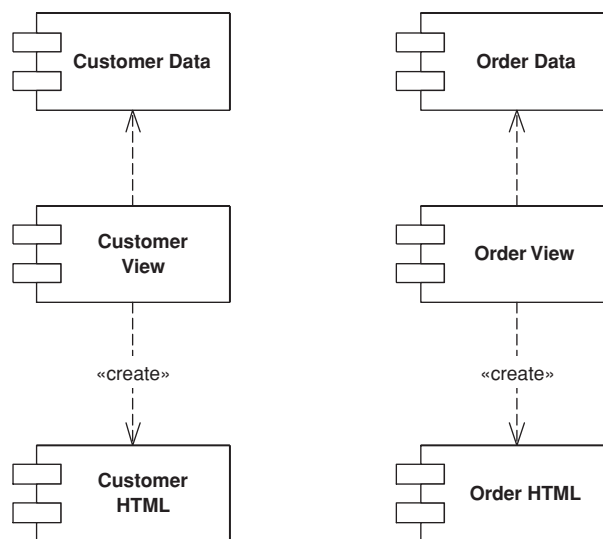 Customer Data
Order Data
Customer
View
Order View
«create»
«create»
Customer
HTML
Order HTML